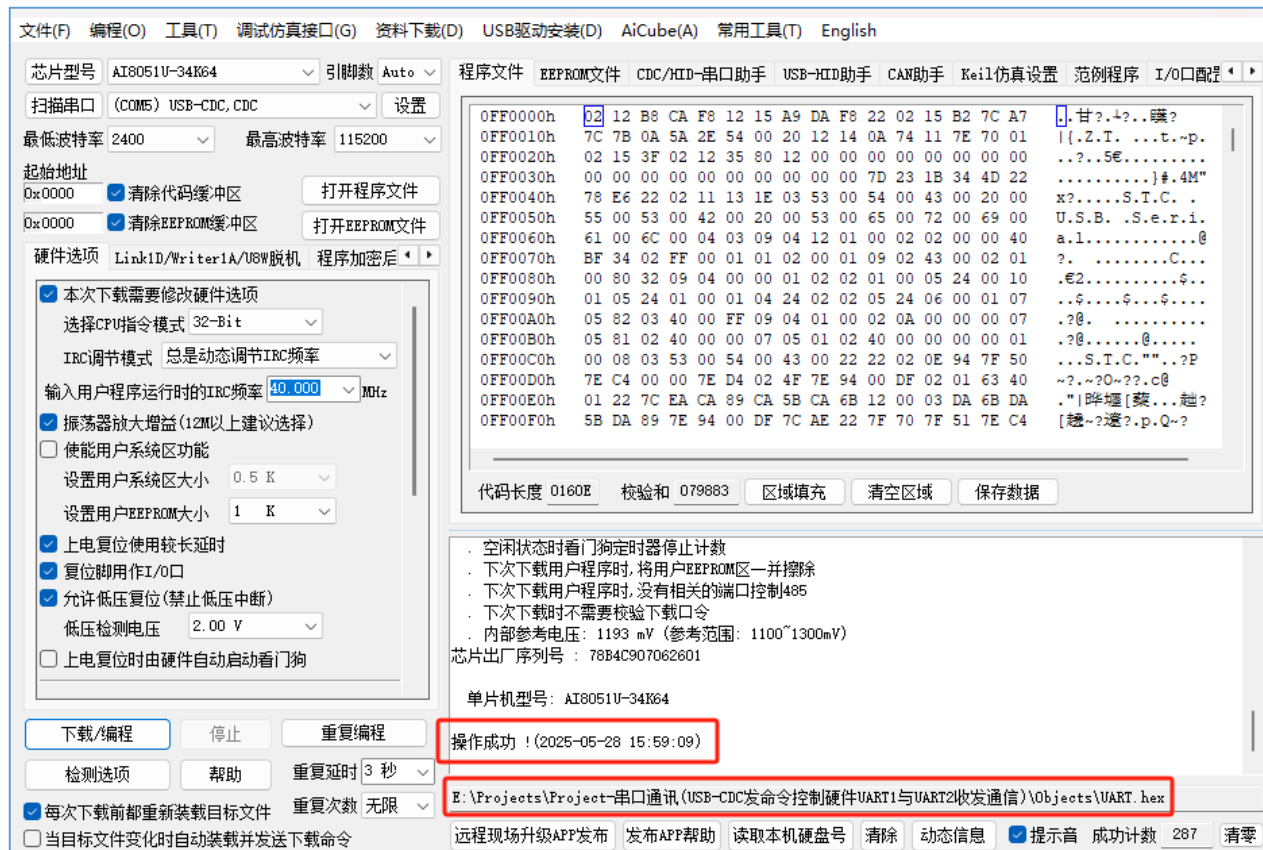 文件(F) 编程(O) 工具(T) 调试仿真接口(G) 资料下载(D) USB驱动安装(D) AiCube(A) 常用工具(T) English
芯片型号 AI8051U-34K64 引脚数 Auto
扫描串口 (COM5) USB-CDC,CDC 设置
最低波特率 2400 最高波特率 115200
起始地址
0x0000 清除代码缓冲区 打开程序文件
0x0000 清除EEPROM缓冲区 打开EEPROM文件
硬件选项 Link1D/Writer1A/U8W脱机 程序加密后
本次下载需要修改硬件选项
选择CPU指令模式 32-Bit
IRC调节模式 总是动态调节IRC频率
输入用户程序运行时的IRC频率 40.000 MHz
振荡器放大增益(12M以上建议选择)
使能用户系统区功能
设置用户系统区大小 0.5 K
设置用户EEPROM大小 1 K
上电复位使用较长延时
复位脚用作I/O口
允许低压复位(禁止低压中断)
低压检测电压 2.00 V
上电复位时由硬件自动启动看门狗
下载/编程 停止 重复编程
检测选项 帮助 重复延时 3 秒
每次下载前都重新装载目标文件 重复次数 无限
当目标文件变化时自动装载并发送下载命令
程序文件 EEPROM文件 CDC/HID-串口助手 USB-HID助手 CAN助手 Keil仿真设置 范例程序 I/O口配
0FF0000h 02 12 B8 CA F8 12 15 A9 DA F8 22 02 15 B2 7C A7
0FF0010h 7C 7B 0A 5A 2E 54 00 20 12 14 0A 74 11 7E 70 01 |{.Z.T. ...t.~p.
0FF0020h 02 15 3F 02 12 35 80 12 00 00 00 00 00 00 00 00 ..?..5€.........
0FF0030h 00 00 00 00 00 00 00 00 00 00 7D 23 1B 34 4D 22 ..........}#.4M"
0FF0040h 78 E6 22 02 11 13 1E 03 53 00 54 00 43 00 20 00 x?.....S.T.C. .
0FF0050h 55 00 53 00 42 00 20 00 53 00 65 00 72 00 69 00 U.S.B. .S.e.r.i.
0FF0060h 61 00 6C 00 04 03 09 04 12 01 00 02 02 00 00 40 a.l............@
0FF0070h BF 34 02 FF 00 01 01 02 00 01 09 02 43 00 02 01 ?. ........C...
0FF0080h 00 80 32 09 04 00 00 01 02 02 01 00 05 24 00 10 .€2..........$..
0FF0090h 01 05 24 01 00 01 04 24 02 02 05 24 06 00 01 07 ..$....$...$....
0FF00A0h 05 82 03 40 00 FF 09 04 01 00 02 0A 00 00 00 07 .?@. ..........
0FF00B0h 05 81 02 40 00 00 07 05 01 02 40 00 00 00 00 01 .?@......@.....
0FF00C0h 00 08 03 53 00 54 00 43 00 22 22 02 0E 94 7F 50 ...S.T.C.""..?P
0FF00D0h 7E C4 00 00 7E D4 02 4F 7E 94 00 DF 02 01 63 40 ~?.~?O~??.c@
0FF00E0h 01 22 7C EA CA 89 CA 5B CA 6B 12 00 03 DA 6B DA
0FF00F0h 5B DA 89 7E 94 00 DF 7C AE 22 7F 70 7F 51 7E C4
代码长度 0160E 校验和 079883 区域填充 清空区域 保存数据
. 空闲状态时看门狗定时器停止计数
. 下次下载用户程序时,将用户EEPROM区一并擦除
. 下次下载用户程序时,没有相关的端口控制485
. 下次下载时不需要校验下载口令
. 内部参考电压: 1193 mV (参考范围: 1100~1300mV)
芯片出厂序列号 : 78B4C907062601
单片机型号: AI8051U-34K64
操作成功 !(2025-05-28 15:59:09)
E:\Projects\Project-串口通讯(USB-CDC发命令控制硬件UART1与UART2收发通信)\Objects\UART.hex
远程现场升级APP发布 发布APP帮助 读取本机硬盘号 清除 动态信息 提示音 成功计数 287 清零